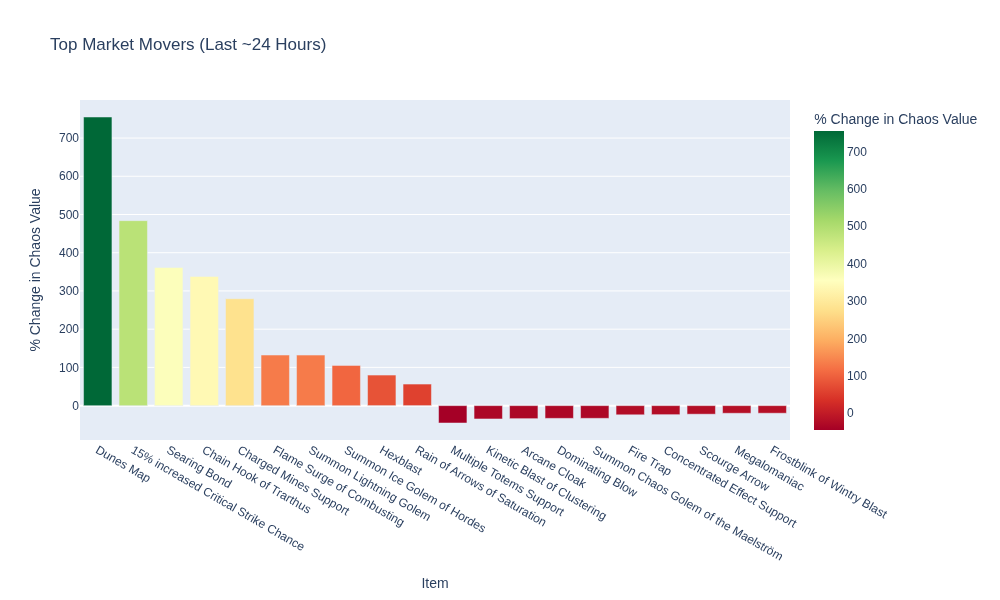 Top Market Movers (Last ~24 Hours)
% Change in Chaos Value
700
600
500
400
300
200
100
0
Dunes Map
15% increased Critical Strike Chance
Searing Bond
Chain Hook of Trarthus
Charged Mines Support
Flame Surge of Combusting
Summon Lightning Golem
Summon Ice Golem of Hordes
Hexblast
Rain of Arrows of Saturation
Multiple Totems Support
Kinetic Blast of Clustering
Arcane Cloak
Dominating Blow
Summon Chaos Golem of the Maelström
Fire Trap
Concentrated Effect Support
Scourge Arrow
Megalomaniac
Frostblink of Wintry Blast
Item
% Change in Chaos Value
700
600
500
400
300
200
100
0